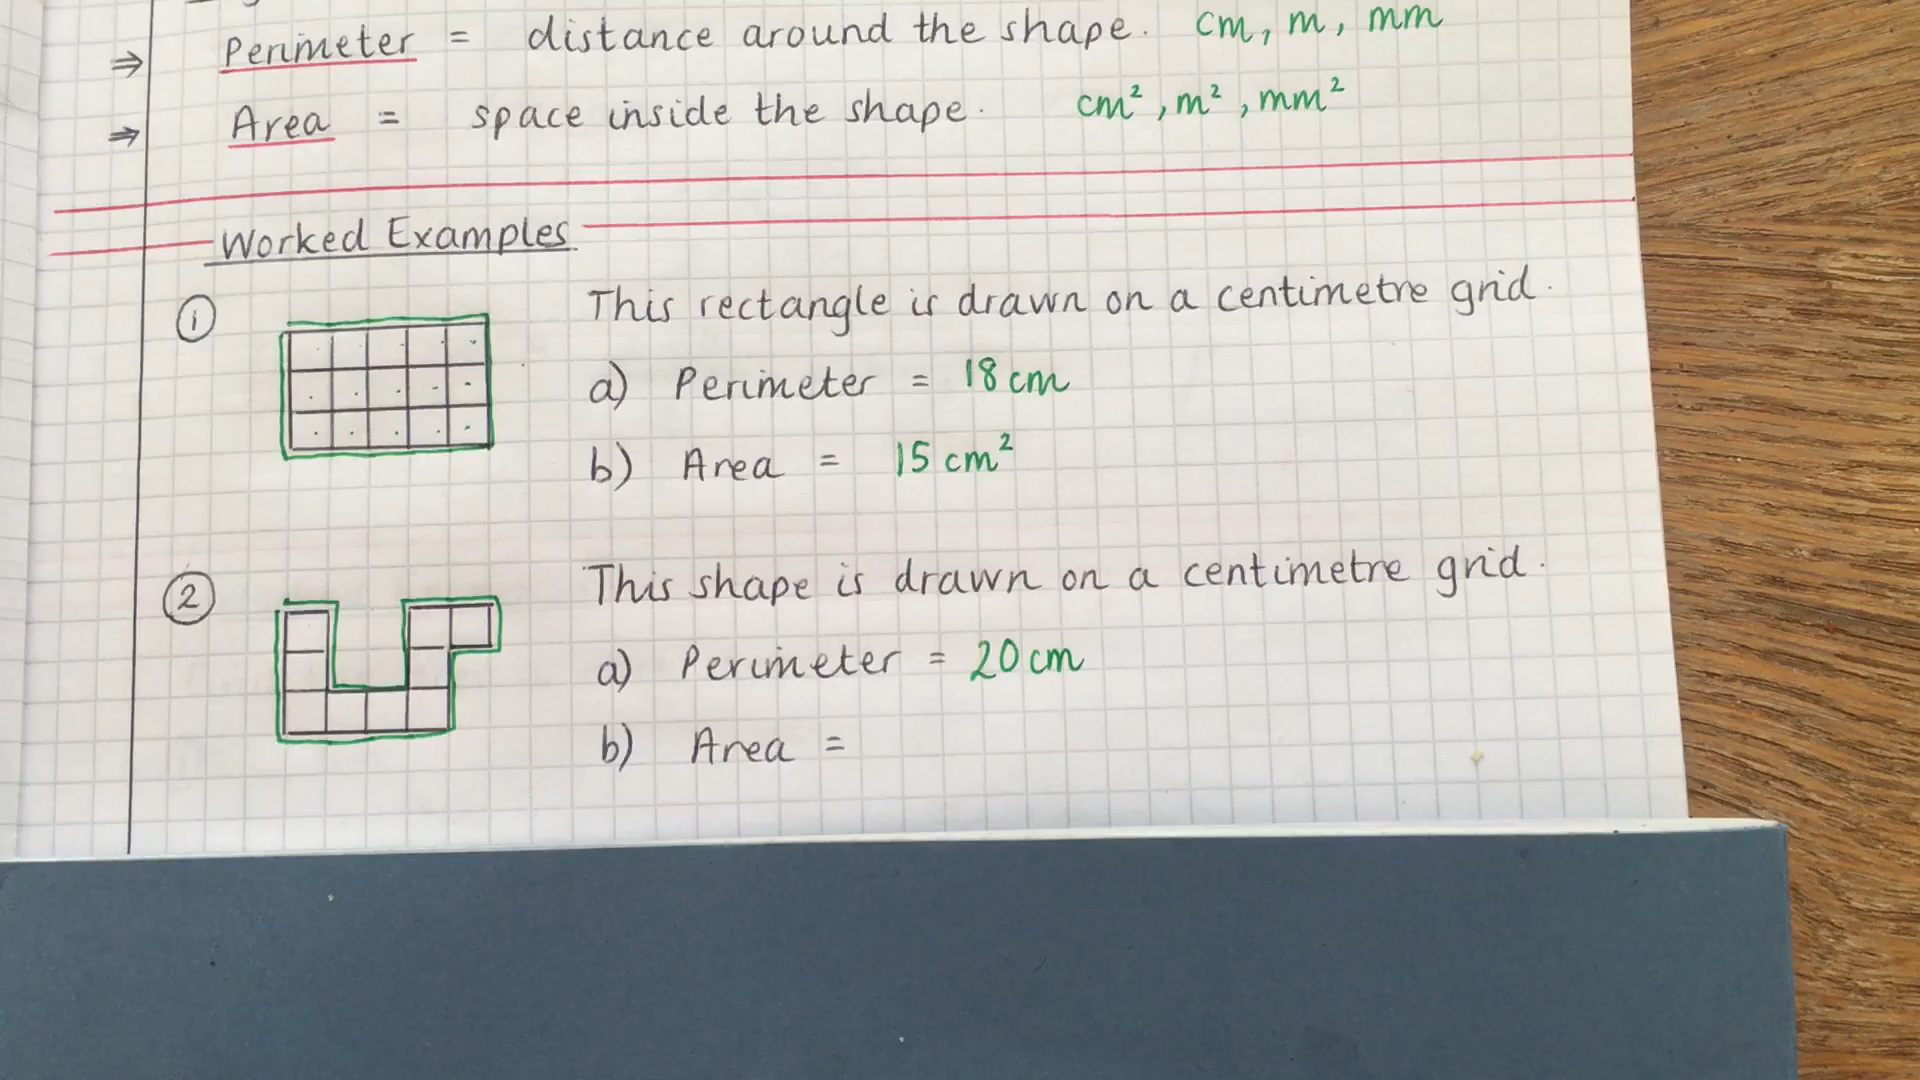 Perimeter = distance around the shape. cm, m, mm
Area = space inside the shape. cm², m², mm²
Worked Examples
1 This rectangle is drawn on a centimetre grid.
a) Perimeter = 18 cm
b) Area = 15 cm²
2 This shape is drawn on a centimetre grid.
a) Perimeter = 20 cm
b) Area =